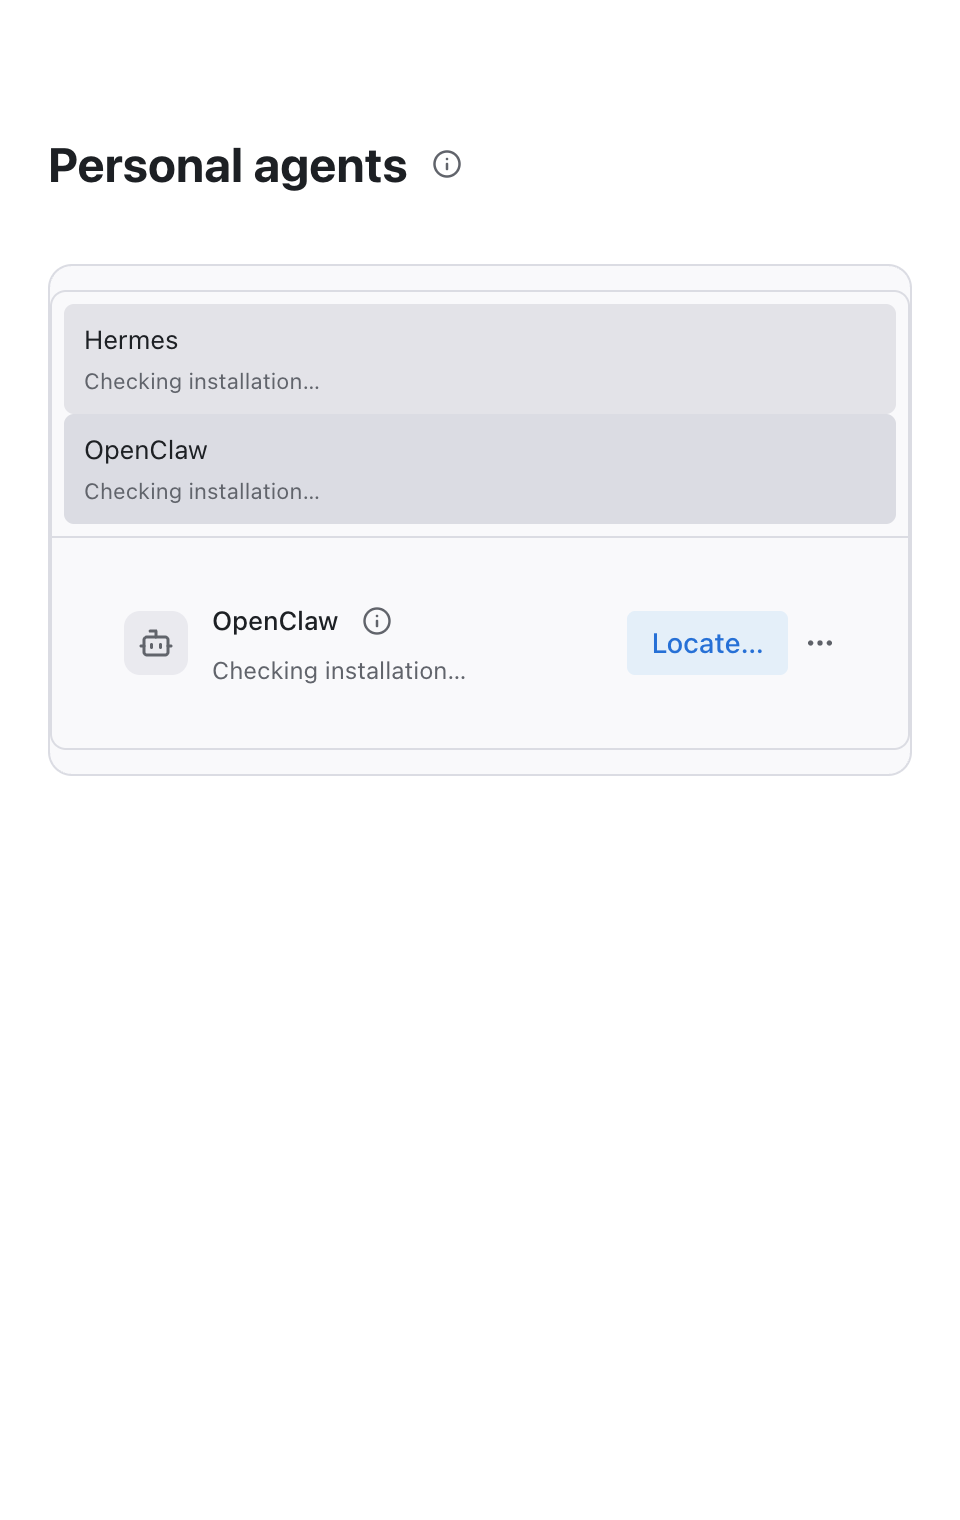 Personal agents
Hermes
Checking installation…
OpenClaw
Checking installation…
OpenClaw
Checking installation…
Locate…